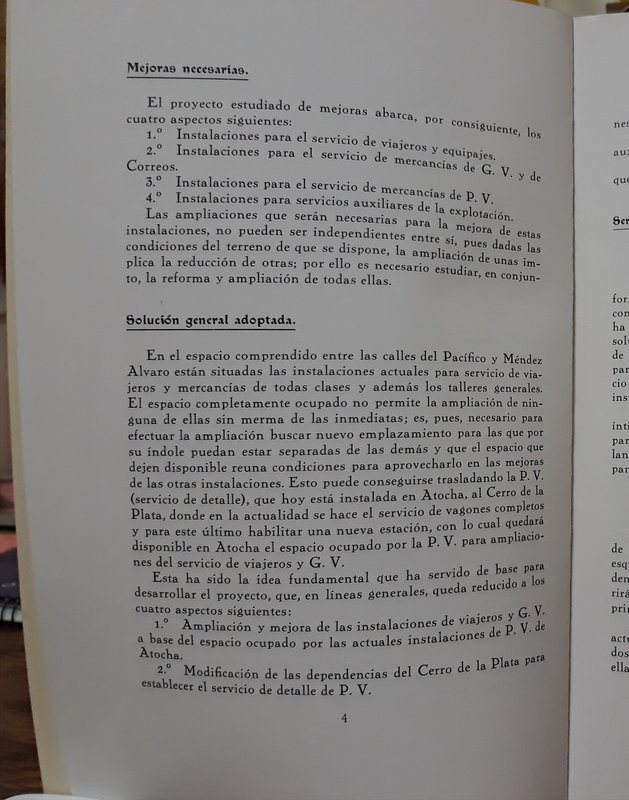 Mejoras necesarias.
El proyecto estudiado de mejoras abarca, por consiguiente, los
cuatro aspectos siguientes:
1.º Instalaciones para el servicio de viajeros y equipajes.
2.º Instalaciones para el servicio de mercancías de G. V. y de
Correos.
3.º Instalaciones para el servicio de mercancías de P. V.
4.º Instalaciones para servicios auxiliares de la explotación.
Las ampliaciones que serán necesarias para la mejora de estas
instalaciones, no pueden ser independientes entre sí, pues dadas las
condiciones del terreno de que se dispone, la ampliación de unas im-
plica la reducción de otras; por ello es necesario estudiar, en conjun-
to, la reforma y ampliación de todas ellas.
Solución general adoptada.
En el espacio comprendido entre las calles del Pacífico y Méndez
Alvaro están situadas las instalaciones actuales para servicio de via-
jeros y mercancías de todas clases y además los talleres generales.
El espacio completamente ocupado no permite la ampliación de nin-
guna de ellas sin merma de las inmediatas; es, pues, necesario para
efectuar la ampliación buscar nuevo emplazamiento para las que por
su índole puedan estar separadas de las demás y que el espacio que
dejen disponible reuna condiciones para aprovecharlo en las mejoras
de las otras instalaciones. Esto puede conseguirse trasladando la P. V.
(servicio de detalle), que hoy está instalada en Atocha, al Cerro de la
Plata, donde en la actualidad se hace el servicio de vagones completos
y para este último habilitar una nueva estación, con lo cual quedará
disponible en Atocha el espacio ocupado por la P. V. para ampliacio-
nes del servicio de viajeros y G. V.
Esta ha sido la idea fundamental que ha servido de base para
desarrollar el proyecto, que, en líneas generales, queda reducido a los
cuatro aspectos siguientes:
1.º Ampliación y mejora de las instalaciones de viajeros y G. V.
a base del espacio ocupado por las actuales instalaciones de P. V. de
Atocha.
2.º Modificación de las dependencias del Cerro de la Plata para
establecer el servicio de detalle de P. V.
4